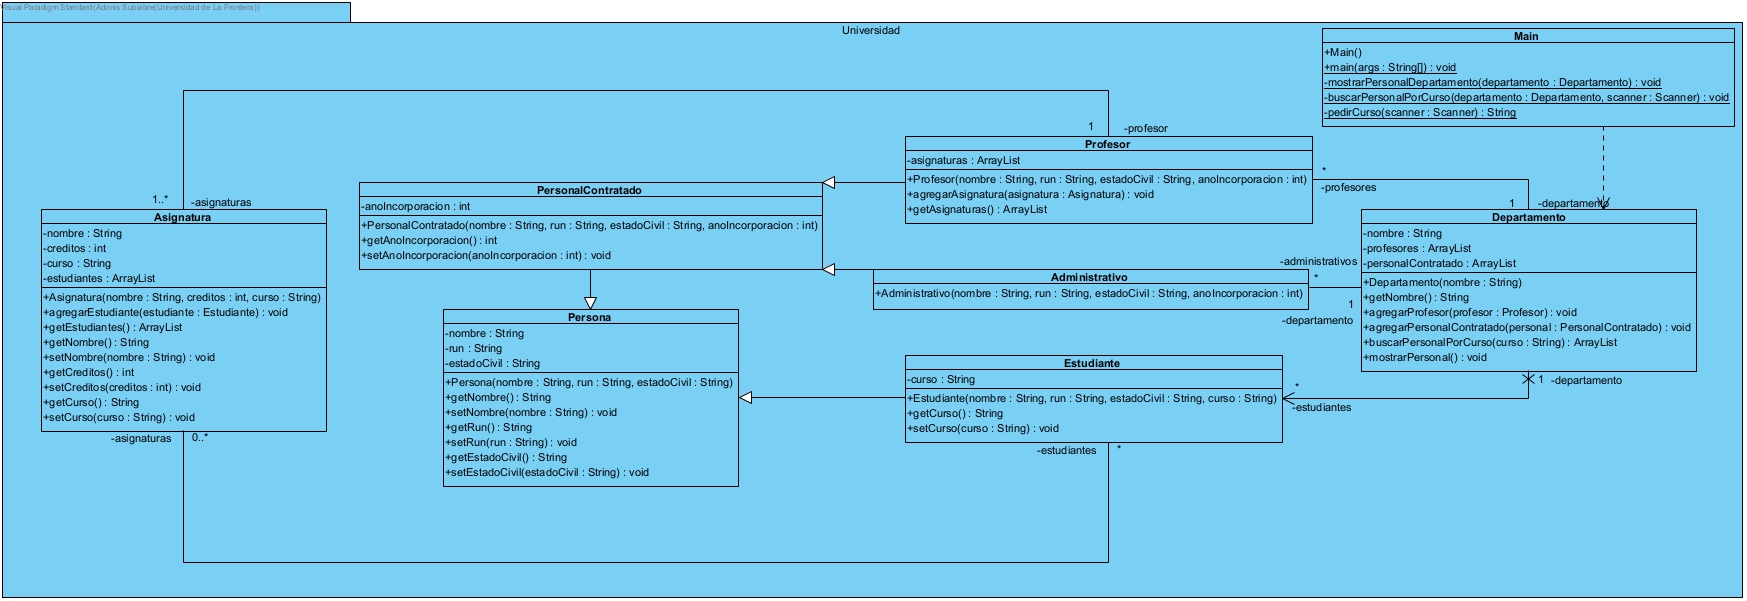 Visual Paradigm Standard(Adonis Subiabre(Universidad de La Frontera))
Universidad
Main
+Main()
+main(args : String[]) : void
-mostrarPersonalDepartamento(departamento : Departamento) : void
-buscarPersonalPorCurso(departamento : Departamento, scanner : Scanner) : void
-pedirCurso(scanner : Scanner) : String
1
-profesor
Profesor
-asignaturas : ArrayList
+Profesor(nombre : String, run : String, estadoCivil : String, anoIncorporacion : int)
+agregarAsignatura(asignatura : Asignatura) : void
+getAsignaturas() : ArrayList
*
-profesores
1
-departamento
PersonalContratado
-anoIncorporacion : int
+PersonalContratado(nombre : String, run : String, estadoCivil : String, anoIncorporacion : int)
+getAnoIncorporacion() : int
+setAnoIncorporacion(anoIncorporacion : int) : void
1..*
-asignaturas
Asignatura
-nombre : String
-creditos : int
-curso : String
-estudiantes : ArrayList
+Asignatura(nombre : String, creditos : int, curso : String)
+agregarEstudiante(estudiante : Estudiante) : void
+getEstudiantes() : ArrayList
+getNombre() : String
+setNombre(nombre : String) : void
+getCreditos() : int
+setCreditos(creditos : int) : void
+getCurso() : String
+setCurso(curso : String) : void
-asignaturas
0..*
Departamento
-nombre : String
-profesores : ArrayList
-personalContratado : ArrayList
+Departamento(nombre : String)
+getNombre() : String
+agregarProfesor(profesor : Profesor) : void
+agregarPersonalContratado(personal : PersonalContratado) : void
+buscarPersonalPorCurso(curso : String) : ArrayList
+mostrarPersonal() : void
-administrativos
*
Administrativo
+Administrativo(nombre : String, run : String, estadoCivil : String, anoIncorporacion : int)
1
-departamento
Persona
-nombre : String
-run : String
-estadoCivil : String
+Persona(nombre : String, run : String, estadoCivil : String)
+getNombre() : String
+setNombre(nombre : String) : void
+getRun() : String
+setRun(run : String) : void
+getEstadoCivil() : String
+setEstadoCivil(estadoCivil : String) : void
Estudiante
-curso : String
+Estudiante(nombre : String, run : String, estadoCivil : String, curso : String)
+getCurso() : String
+setCurso(curso : String) : void
1
-departamento
*
-estudiantes
-estudiantes
*